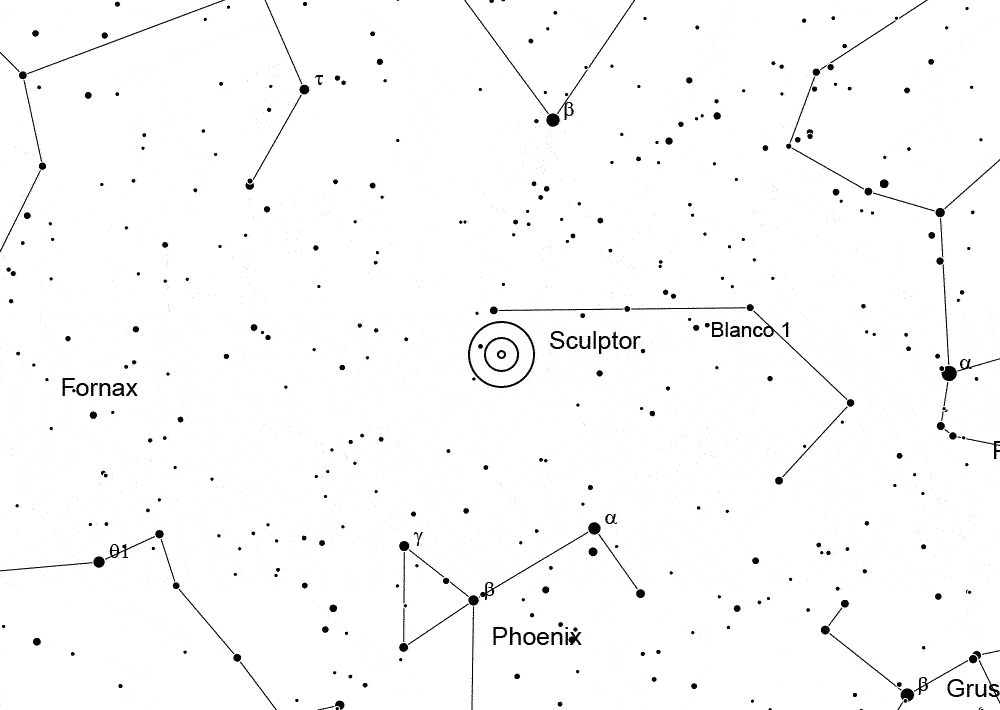 τ
β
Blanco 1
Sculptor
α
Fornax
α
γ
θ1
β
Phoenix
β
Grus